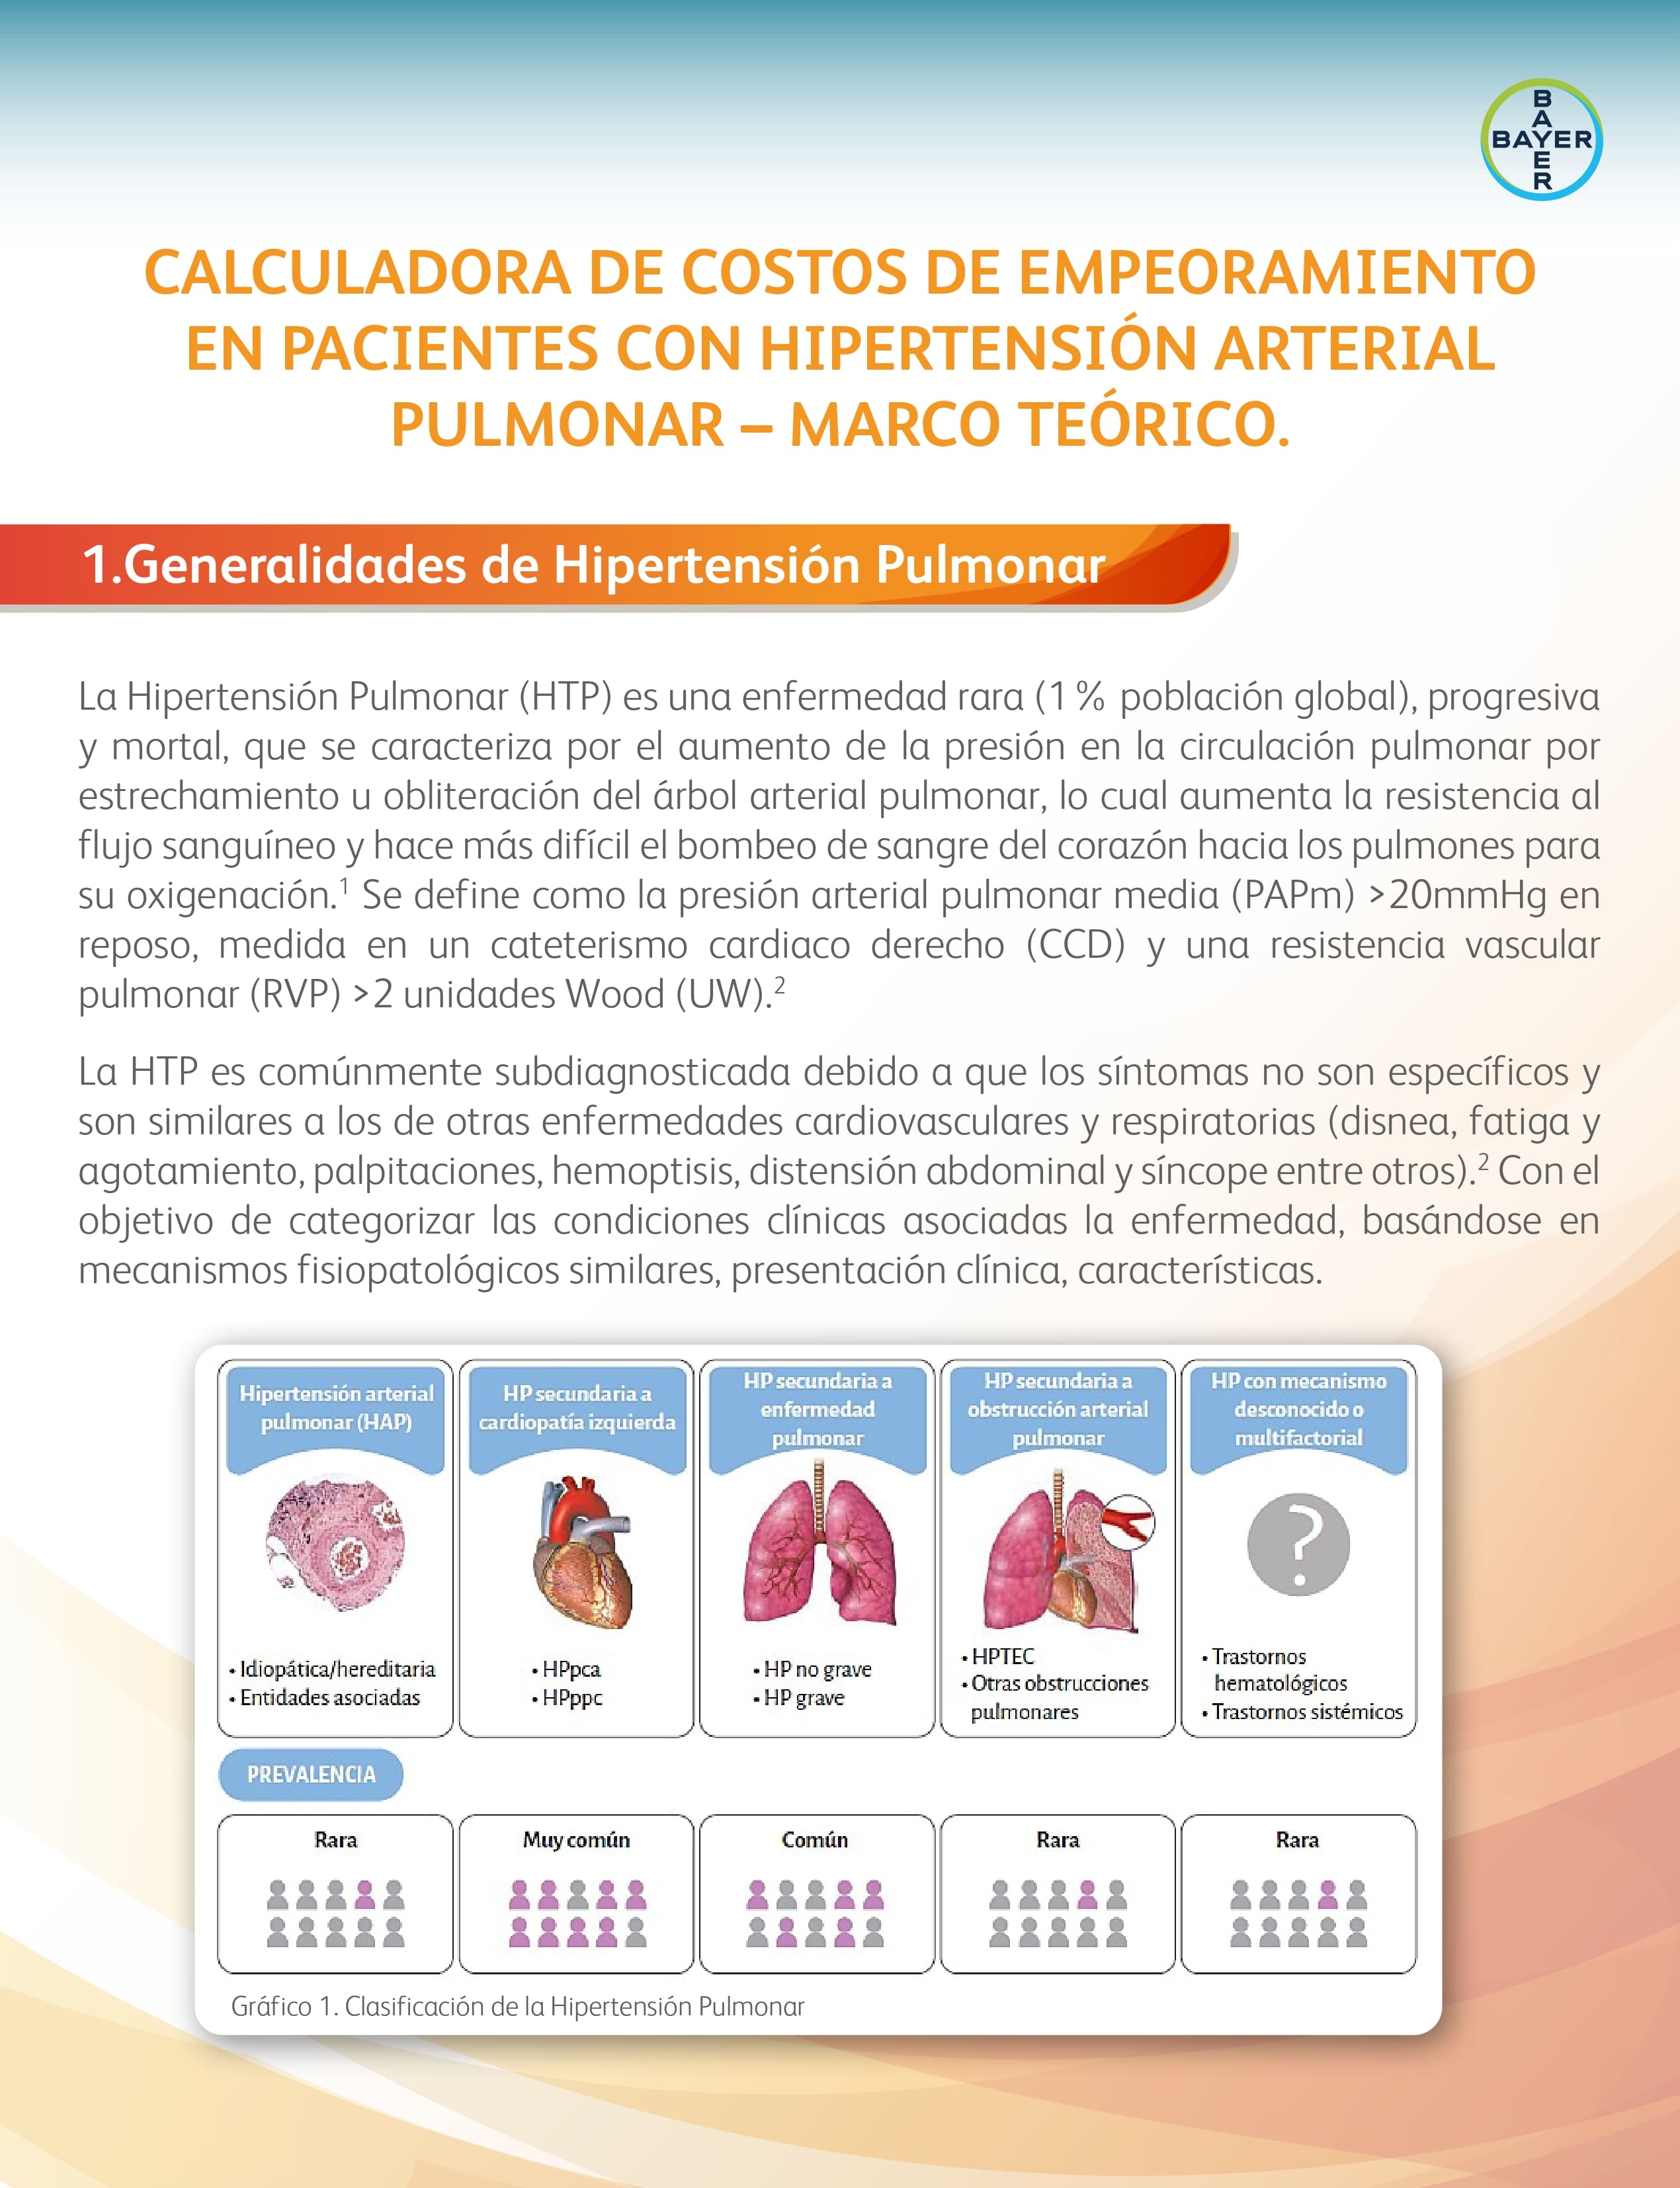 BAYER
BAYER
CALCULADORA DE COSTOS DE EMPEORAMIENTO
EN PACIENTES CON HIPERTENSIÓN ARTERIAL
PULMONAR – MARCO TEÓRICO.
1.Generalidades de Hipertensión Pulmonar
La Hipertensión Pulmonar (HTP) es una enfermedad rara (1 % población global), progresiva
y mortal, que se caracteriza por el aumento de la presión en la circulación pulmonar por
estrechamiento u obliteración del árbol arterial pulmonar, lo cual aumenta la resistencia al
flujo sanguíneo y hace más difícil el bombeo de sangre del corazón hacia los pulmones para
su oxigenación.¹ Se define como la presión arterial pulmonar media (PAPm) >20mmHg en
reposo, medida en un cateterismo cardiaco derecho (CCD) y una resistencia vascular
pulmonar (RVP) >2 unidades Wood (UW).²
La HTP es comúnmente subdiagnosticada debido a que los síntomas no son específicos y
son similares a los de otras enfermedades cardiovasculares y respiratorias (disnea, fatiga y
agotamiento, palpitaciones, hemoptisis, distensión abdominal y síncope entre otros).² Con el
objetivo de categorizar las condiciones clínicas asociadas la enfermedad, basándose en
mecanismos fisiopatológicos similares, presentación clínica, características.
Hipertensión arterial
pulmonar (HAP)
• Idiopática/hereditaria
• Entidades asociadas
HP secundaria a
cardiopatía izquierda
• HPpca
• HPppc
HP secundaria a
enfermedad
pulmonar
• HP no grave
• HP grave
HP secundaria a
obstrucción arterial
pulmonar
• HPTEC
• Otras obstrucciones
pulmonares
HP con mecanismo
desconocido o
multifactorial
?
• Trastornos
hematológicos
• Trastornos sistémicos
PREVALENCIA
Rara
Muy común
Común
Rara
Rara
Gráfico 1. Clasificación de la Hipertensión Pulmonar